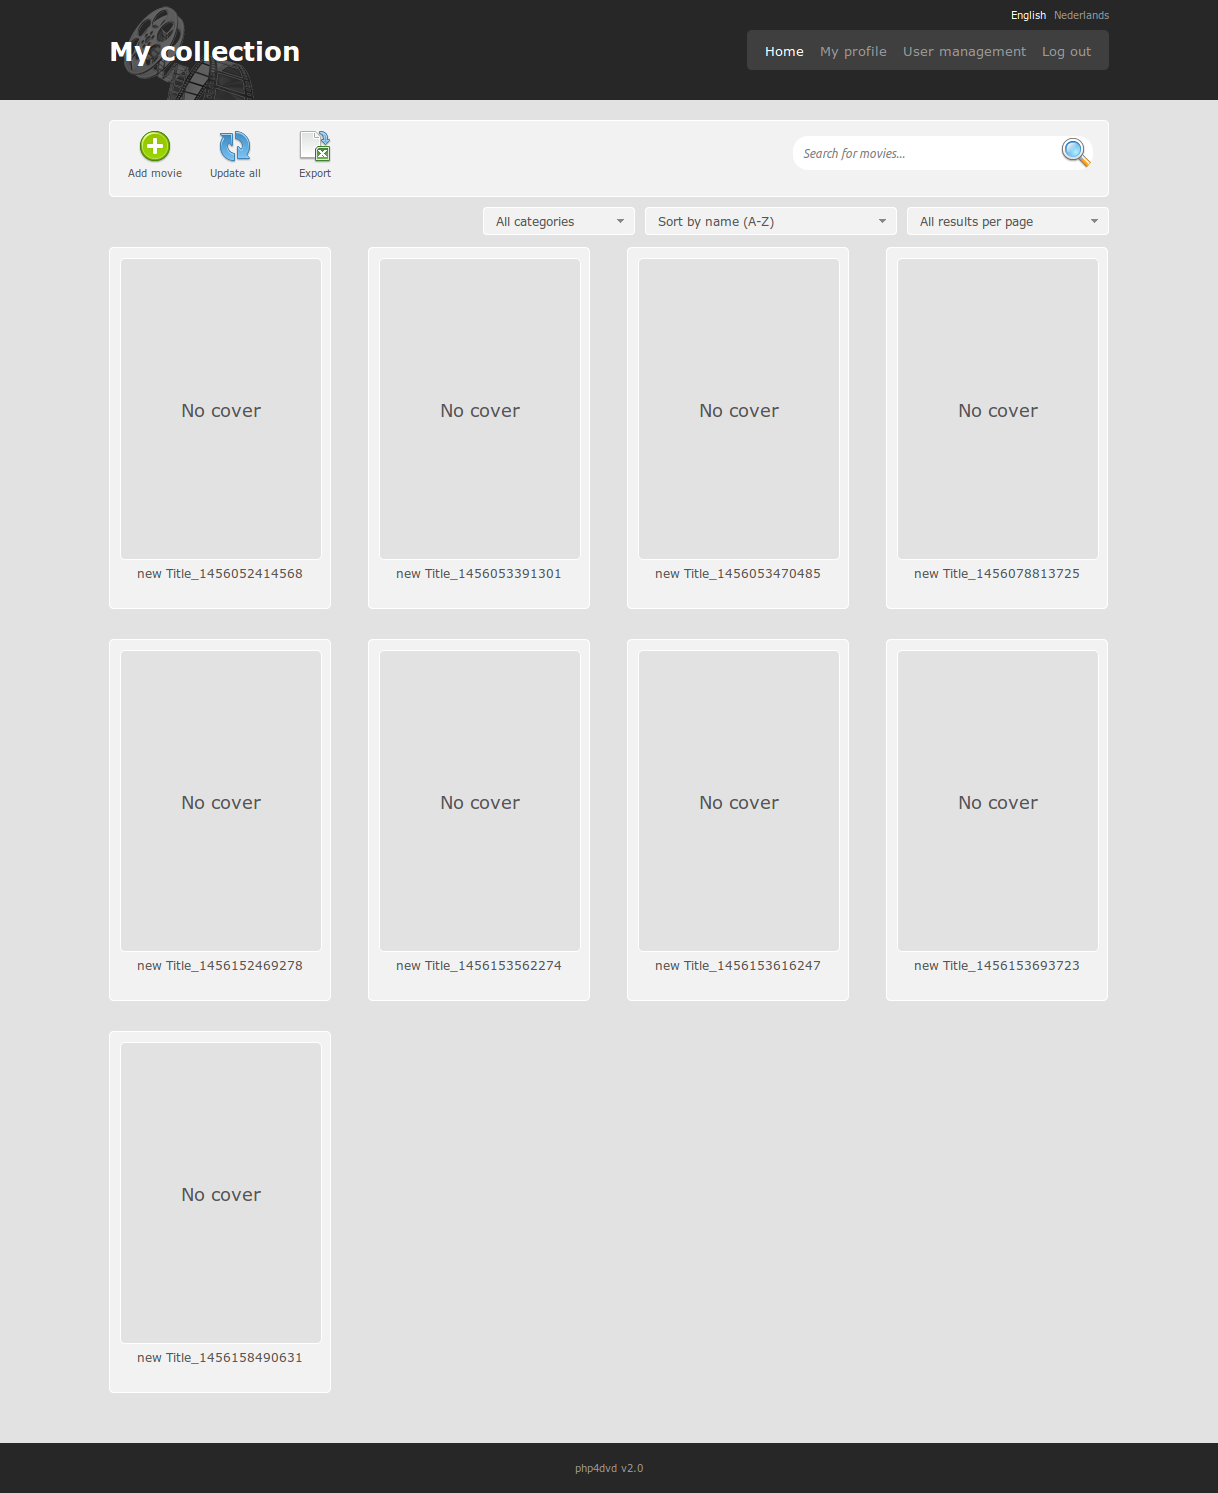 English Nederlands
My collection
Home My profile User management Log out
Add movie Update all Export
Search for movies...
All categories Sort by name (A-Z) All results per page
No cover No cover No cover No cover
new Title_1456052414568 new Title_1456053391301 new Title_1456053470485 new Title_1456078813725
No cover No cover No cover No cover
new Title_1456152469278 new Title_1456153562274 new Title_1456153616247 new Title_1456153693723
No cover
new Title_1456158490631
php4dvd v2.0